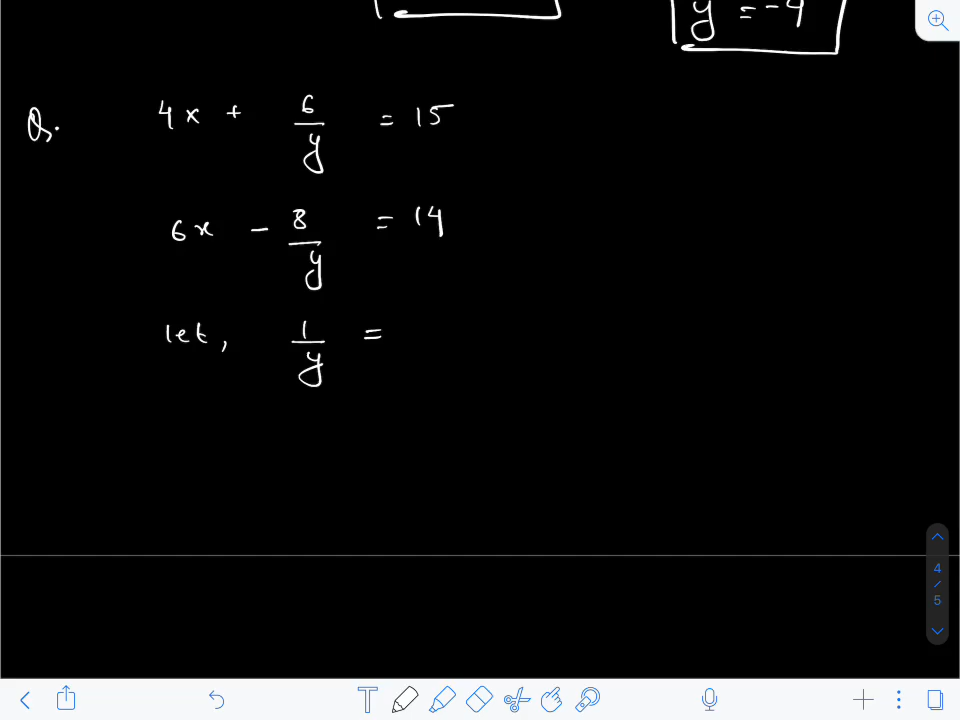 y = -4
Q. 4x + 6/y = 15
6x - 8/y = 14
let, 1/y =
4
/
5
T